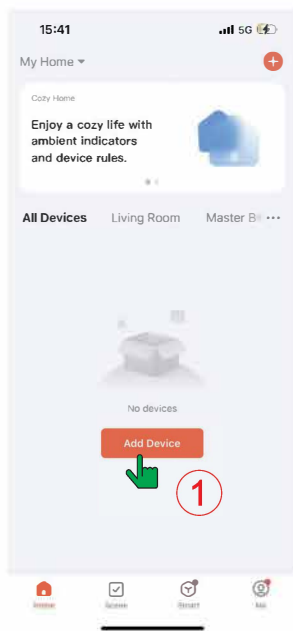 15:41
5G
My Home
Cozy Home
Enjoy a cozy life with
ambient indicators
and device rules.
All Devices Living Room Master B
No devices
Add Device
1
Home Scene Smart Me